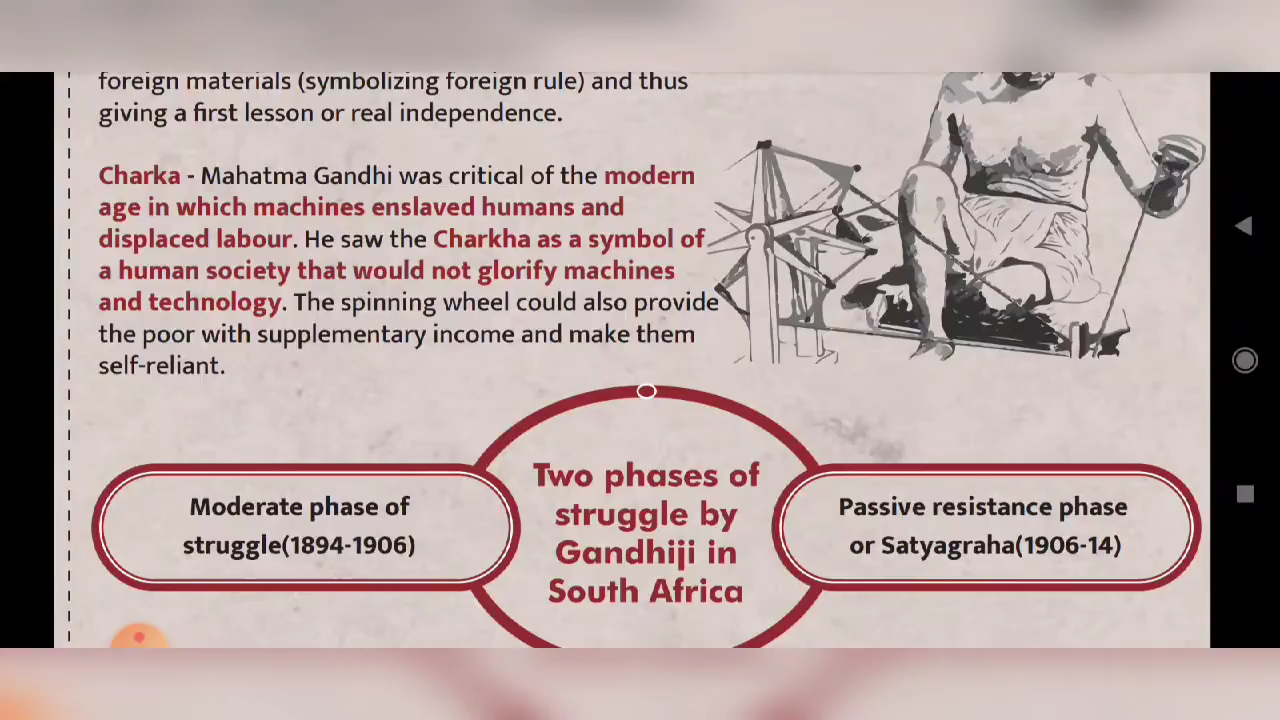 foreign materials (symbolizing foreign rule) and thus
giving a first lesson or real independence.
Charka - Mahatma Gandhi was critical of the modern
age in which machines enslaved humans and
displaced labour. He saw the Charkha as a symbol of
a human society that would not glorify machines
and technology. The spinning wheel could also provide
the poor with supplementary income and make them
self-reliant.
Moderate phase of
struggle(1894-1906)
Two phases of
struggle by
Gandhiji in
South Africa
Passive resistance phase
or Satyagraha(1906-14)